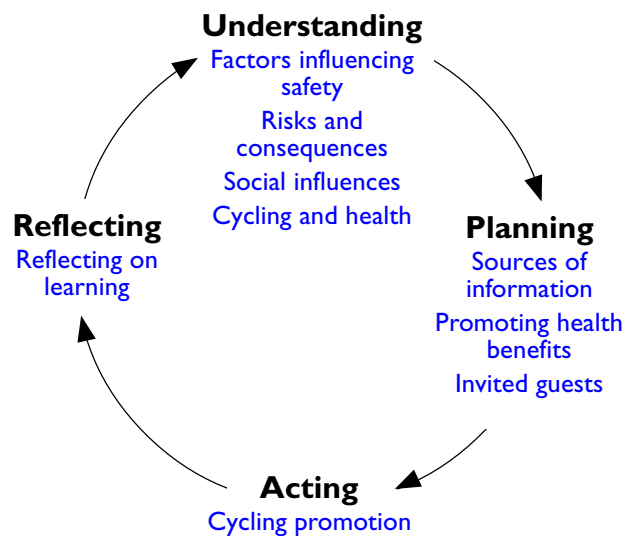 Understanding
Factors influencing
safety
Risks and
consequences
Social influences
Cycling and health
Planning
Sources of
information
Promoting health
benefits
Invited guests
Acting
Cycling promotion
Reflecting
Reflecting on
learning